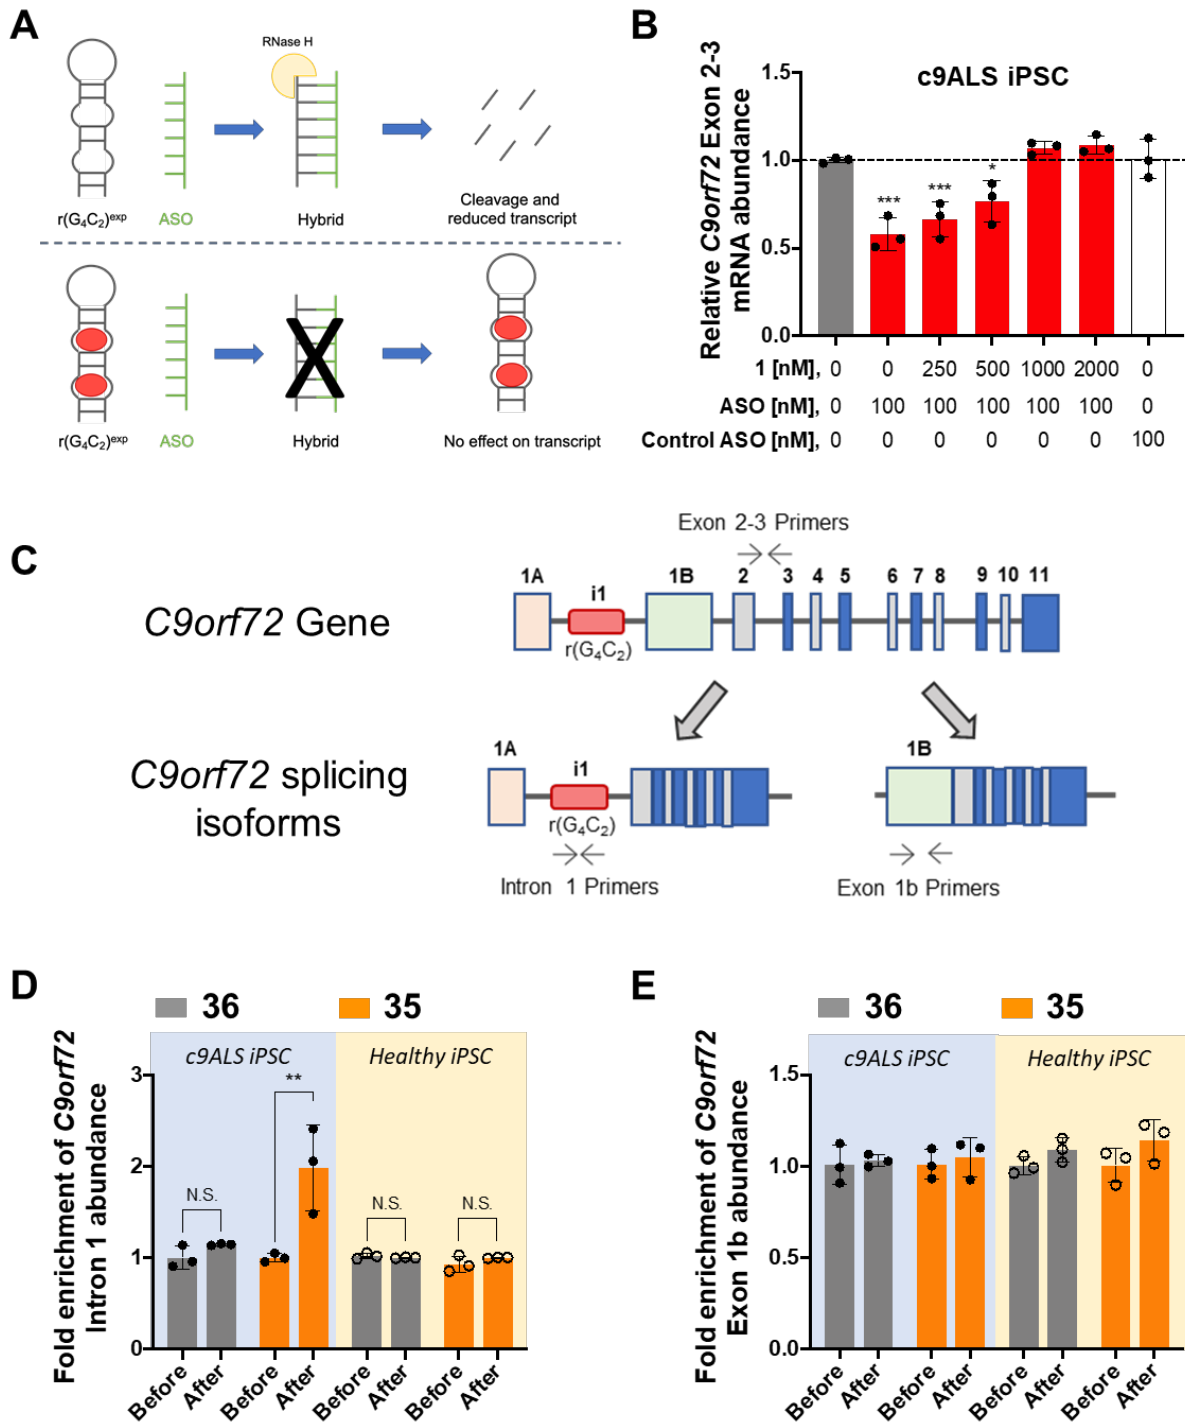 A
RNase H
r(G₄C₂)ᵉˣᵖ
ASO
Hybrid
Cleavage and
reduced transcript
r(G₄C₂)ᵉˣᵖ
ASO
Hybrid
No effect on transcript
B
c9ALS iPSC
Relative C9orf72 Exon 2-3
mRNA abundance
1.5
1.0
0.5
0.0
*** *** *
1 [nM], 0 0 250 500 1000 2000 0
ASO [nM], 0 100 100 100 100 100 0
Control ASO [nM], 0 0 0 0 0 0 100
C
Exon 2-3 Primers
C9orf72 Gene
1A i1 1B 2 3 4 5 6 7 8 9 10 11
r(G₄C₂)
C9orf72 splicing
isoforms
1A i1
r(G₄C₂)
Intron 1 Primers
1B
Exon 1b Primers
D
36 35
c9ALS iPSC Healthy iPSC
Fold enrichment of C9orf72
Intron 1 abundance
3
2
1
0
N.S. ** N.S. N.S.
Before After Before After Before After Before After
E
36 35
c9ALS iPSC Healthy iPSC
Fold enrichment of C9orf72
Exon 1b abundance
1.5
1.0
0.5
0.0
Before After Before After Before After Before After